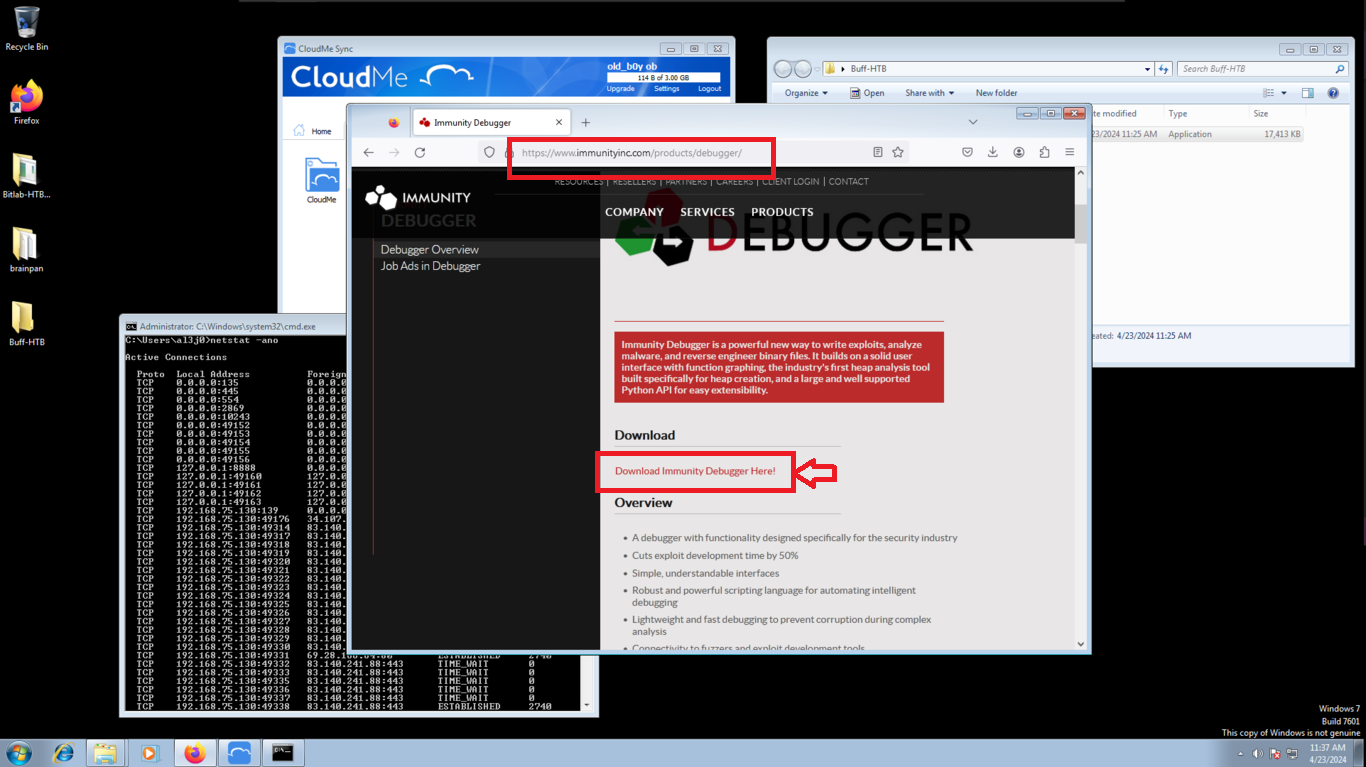 Recycle Bin
Firefox
Bitlab-HTB...
brainpan
Buff-HTB
CloudMe Sync
CloudMe
old_b0y ob
114 B of 3.00 GB
Upgrade Settings Logout
Home
CloudMe
Buff-HTB
Search Buff-HTB
Organize Open Share with New folder
te modified Type Size
23/2024 11:25 AM Application 17,413 KB
eated: 4/23/2024 11:25 AM
Immunity Debugger
https://www.immunityinc.com/products/debugger/
RESOURCES | RESELLERS | PARTNERS | CAREERS | CLIENT LOGIN | CONTACT
IMMUNITY
COMPANY SERVICES PRODUCTS
DEBUGGER
DEBUGGER
Debugger Overview
Job Ads in Debugger
Immunity Debugger is a powerful new way to write exploits, analyze
malware, and reverse engineer binary files. It builds on a solid user
interface with function graphing, the industry's first heap analysis tool
built specifically for heap creation, and a large and well supported
Python API for easy extensibility.
Download
Download Immunity Debugger Here!
Overview
• A debugger with functionality designed specifically for the security industry
• Cuts exploit development time by 50%
• Simple, understandable interfaces
• Robust and powerful scripting language for automating intelligent
debugging
• Lightweight and fast debugging to prevent corruption during complex
analysis
• Connectivity to fuzzers and exploit development tools
Administrator: C:\Windows\system32\cmd.exe
C:\Users\al3j0>netstat -ano
Active Connections
Proto Local Address Foreign
TCP 0.0.0.0:135 0.0.0.0
TCP 0.0.0.0:445 0.0.0.0
TCP 0.0.0.0:554 0.0.0.0
TCP 0.0.0.0:2869 0.0.0.0
TCP 0.0.0.0:10243 0.0.0.0
TCP 0.0.0.0:49152 0.0.0.0
TCP 0.0.0.0:49153 0.0.0.0
TCP 0.0.0.0:49154 0.0.0.0
TCP 0.0.0.0:49155 0.0.0.0
TCP 0.0.0.0:49156 0.0.0.0
TCP 127.0.0.1:8888 127.0.0
TCP 127.0.0.1:49160 127.0.0
TCP 127.0.0.1:49161 127.0.0
TCP 127.0.0.1:49162 127.0.0
TCP 127.0.0.1:49163 127.0.0
TCP 192.168.75.130:139 0.0.0.0
TCP 192.168.75.130:49176 34.107.
TCP 192.168.75.130:49314 83.140.
TCP 192.168.75.130:49317 83.140.
TCP 192.168.75.130:49318 83.140.
TCP 192.168.75.130:49319 83.140.
TCP 192.168.75.130:49320 83.140.
TCP 192.168.75.130:49321 83.140.
TCP 192.168.75.130:49322 83.140.
TCP 192.168.75.130:49323 83.140.
TCP 192.168.75.130:49324 83.140.
TCP 192.168.75.130:49325 83.140.
TCP 192.168.75.130:49326 83.140.
TCP 192.168.75.130:49327 83.140.
TCP 192.168.75.130:49328 83.140.
TCP 192.168.75.130:49329 83.140.
TCP 192.168.75.130:49330 83.140.
TCP 192.168.75.130:49331 ESTABLISHED 2740
TCP 192.168.75.130:49332 83.140.241.88:443 TIME_WAIT 0
TCP 192.168.75.130:49333 83.140.241.88:443 TIME_WAIT 0
TCP 192.168.75.130:49335 83.140.241.88:443 TIME_WAIT 0
TCP 192.168.75.130:49336 83.140.241.88:443 TIME_WAIT 0
TCP 192.168.75.130:49337 83.140.241.88:443 TIME_WAIT 0
TCP 192.168.75.130:49338 83.140.241.88:443 ESTABLISHED 2740
Windows 7
Build 7601
This copy of Windows is not genuine
11:37 AM
4/23/2024